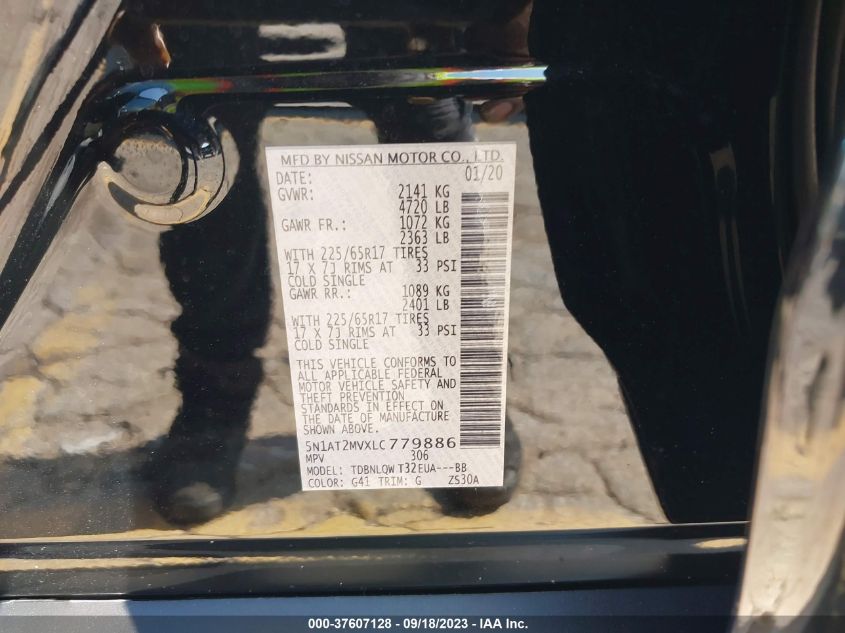 MFD BY NISSAN MOTOR CO., LTD.
DATE: 01/20
GVWR: 2141 KG
4720 LB
GAWR FR.: 1072 KG
2363 LB
WITH 225/65R17 TIRES
17 X 7J RIMS AT 33 PSI
COLD SINGLE
GAWR RR.: 1089 KG
2401 LB
WITH 225/65R17 TIRES
17 X 7J RIMS AT 33 PSI
COLD SINGLE
THIS VEHICLE CONFORMS TO
ALL APPLICABLE FEDERAL
MOTOR VEHICLE SAFETY AND
THEFT PREVENTION
STANDARDS IN EFFECT ON
THE DATE OF MANUFACTURE
SHOWN ABOVE.
5N1AT2MVXLC779886
MPV 306
MODEL: TDBNLQWT32EUA---BB
COLOR: G41 TRIM: G ZS30A
000-37607128 - 09/18/2023 - IAA Inc.